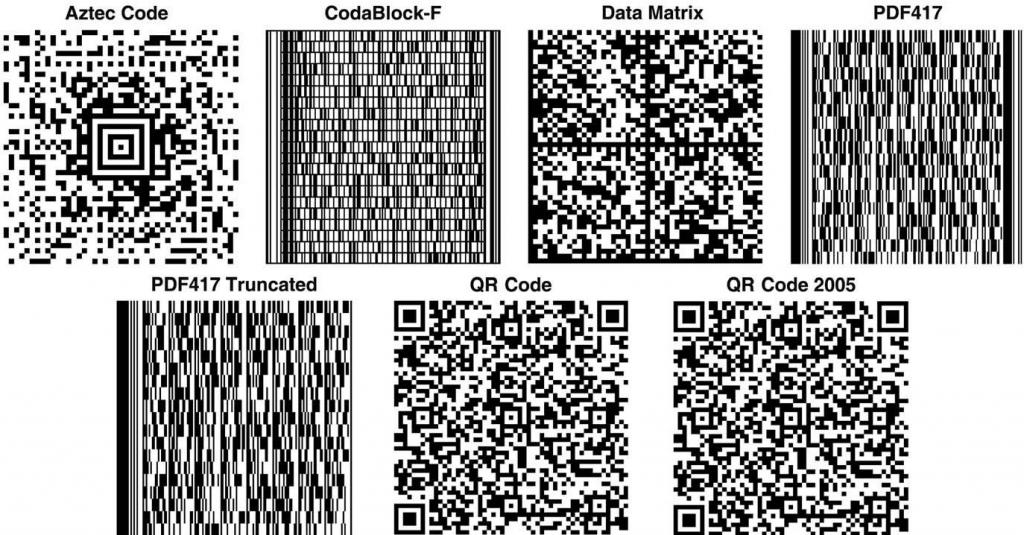 Aztec Code
CodaBlock-F
Data Matrix
PDF417
PDF417 Truncated
QR Code
QR Code 2005